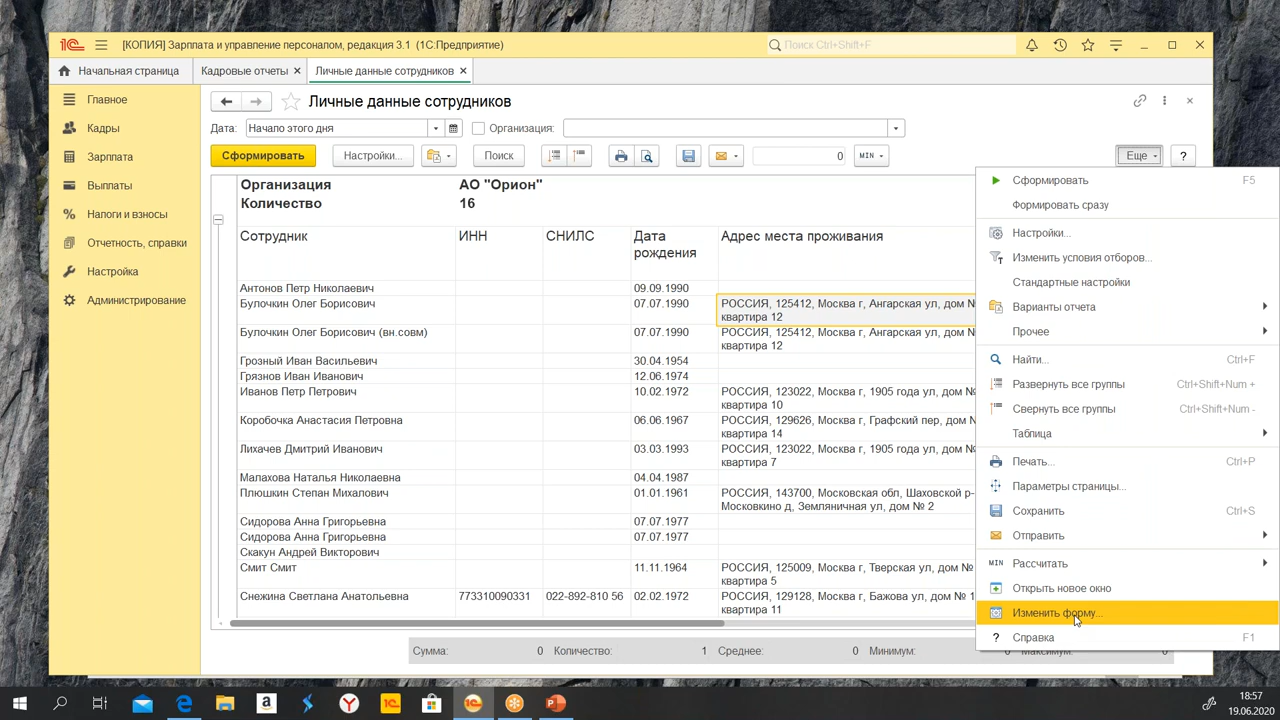 [КОПИЯ] Зарплата и управление персоналом, редакция 3.1 (1С:Предприятие)
Поиск Ctrl+Shift+F
Начальная страница
Кадровые отчеты
Личные данные сотрудников
Главное
Кадры
Зарплата
Выплаты
Налоги и взносы
Отчетность, справки
Настройка
Администрирование
Личные данные сотрудников
Дата: Начало этого дня Организация:
Сформировать Настройки... Поиск 0 MIN Еще ?
Организация АО "Орион"
Количество 16
Сотрудник ИНН СНИЛС Дата рождения Адрес места проживания
Антонов Петр Николаевич 09.09.1990
Булочкин Олег Борисович 07.07.1990 РОССИЯ, 125412, Москва г, Ангарская ул, дом №
квартира 12
Булочкин Олег Борисович (вн.совм) 07.07.1990 РОССИЯ, 125412, Москва г, Ангарская ул, дом №
квартира 12
Грозный Иван Васильевич 30.04.1954
Грязнов Иван Иванович 12.06.1974
Иванов Петр Петрович 10.02.1972 РОССИЯ, 123022, Москва г, 1905 года ул, дом №
квартира 10
Коробочка Анастасия Петровна 06.06.1967 РОССИЯ, 129626, Москва г, Графский пер, дом №
квартира 14
Лихачев Дмитрий Иванович 03.03.1993 РОССИЯ, 123022, Москва г, 1905 года ул, дом №
квартира 7
Малахова Наталья Николаевна 04.04.1987
Плюшкин Степан Михалович 01.01.1961 РОССИЯ, 143700, Московская обл, Шаховской р-
Московкино д, Земляничная ул, дом № 2
Сидорова Анна Григорьевна 07.07.1977
Сидорова Анна Григорьевна 07.07.1977
Скакун Андрей Викторович
Смит Смит 11.11.1964 РОССИЯ, 125009, Москва г, Тверская ул, дом №
квартира 5
Снежина Светлана Анатольевна 773310090331 022-892-810 56 02.02.1972 РОССИЯ, 129128, Москва г, Бажова ул, дом № 1
квартира 11
Сумма: 0 Количество: 1 Среднее: 0 Минимум: 0 Максимум: 0
Сформировать F5
Формировать сразу
Настройки...
Изменить условия отборов...
Стандартные настройки
Варианты отчета
Прочее
Найти... Ctrl+F
Развернуть все группы Ctrl+Shift+Num +
Свернуть все группы Ctrl+Shift+Num -
Таблица
Печать... Ctrl+P
Параметры страницы...
Сохранить Ctrl+S
Отправить
MIN Рассчитать
Открыть новое окно
Изменить форму...
? Справка F1
18:57
19.06.2020